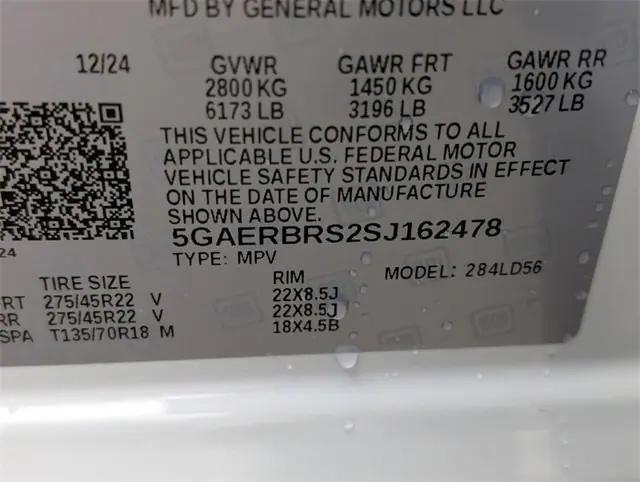 MFD BY GENERAL MOTORS LLC
12/24 GVWR GAWR FRT GAWR RR
2800 KG 1450 KG 1600 KG
6173 LB 3196 LB 3527 LB
THIS VEHICLE CONFORMS TO ALL
APPLICABLE U.S. FEDERAL MOTOR
VEHICLE SAFETY STANDARDS IN EFFECT
ON THE DATE OF MANUFACTURE
SHOWN ABOVE.
5GAERBRS2SJ162478
24
TYPE: MPV MODEL: 284LD56
TIRE SIZE RIM
FRT 275/45R22 V 22X8.5J
RR 275/45R22 V 22X8.5J
SPA T135/70R18 M 18X4.5B